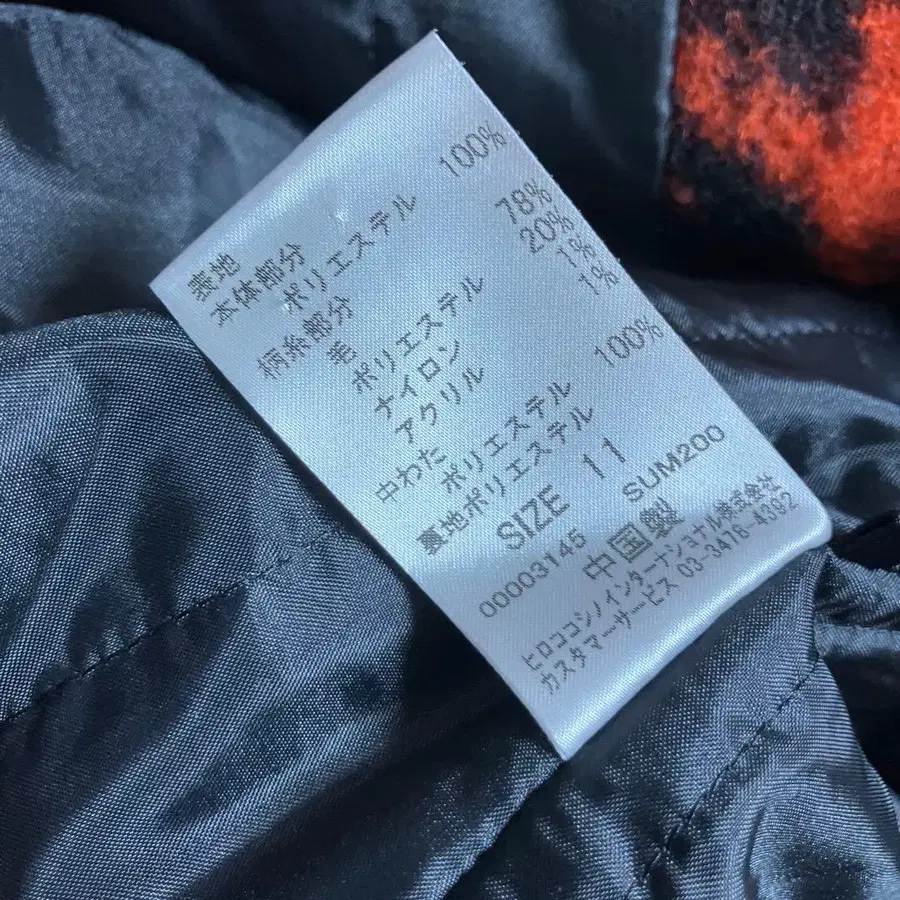 表地
本体部分
ポリエステル 100%
柄糸部分
毛 78%
ポリエステル 20%
ナイロン 1%
アクリル 1%
中わた
ポリエステル 100%
裏地ポリエステル
SIZE 11
00003145 SUM200
中国製
ヒロココシノインターナショナル株式会社
カスタマーサービス 03-3476-4392